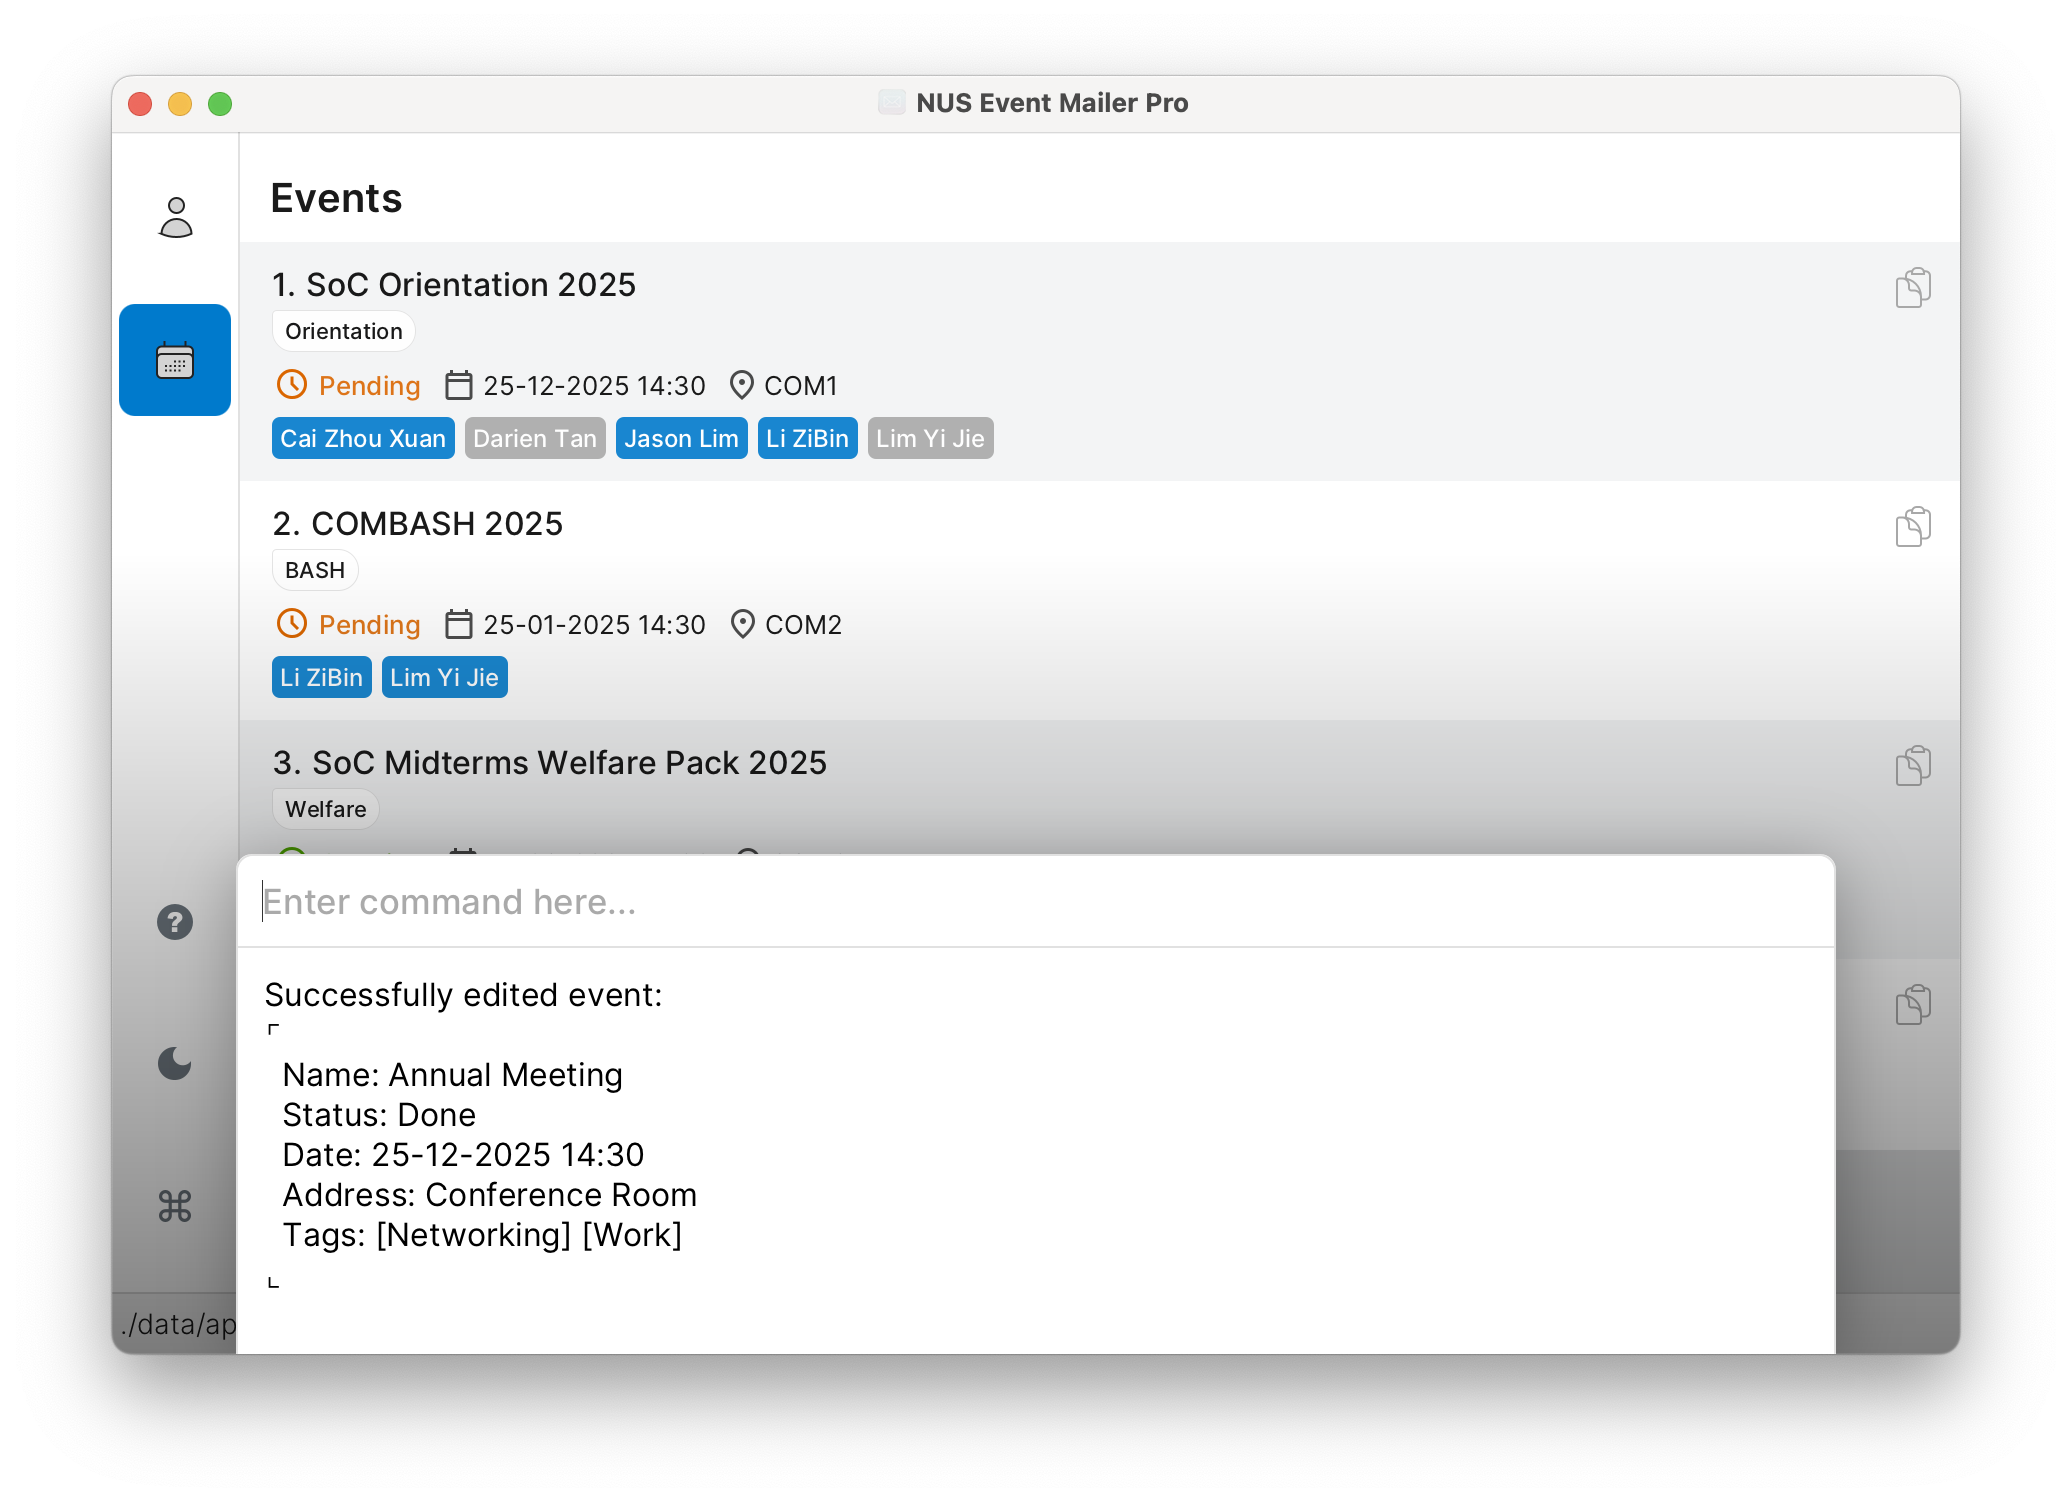 NUS Event Mailer Pro
Events
1. SoC Orientation 2025
Orientation
Pending 25-12-2025 14:30 COM1
Cai Zhou Xuan Darien Tan Jason Lim Li ZiBin Lim Yi Jie
2. COMBASH 2025
BASH
Pending 25-01-2025 14:30 COM2
Li ZiBin Lim Yi Jie
3. SoC Midterms Welfare Pack 2025
Welfare
Enter command here...
Successfully edited event:
⌜
Name: Annual Meeting
Status: Done
Date: 25-12-2025 14:30
Address: Conference Room
Tags: [Networking] [Work]
⌞
./data/ap